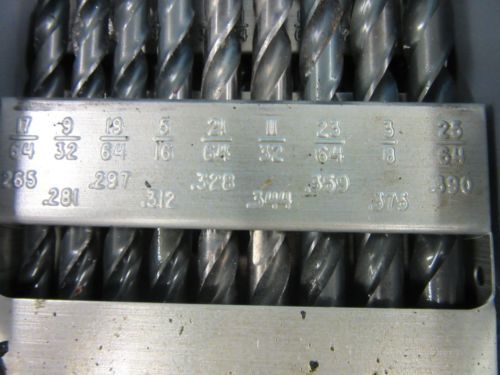 17 9 19 5 21 11 23 3 25
64 32 64 16 64 32 64 8 64
.265 .297 .328 .359 .390
.281 .312 .344 .375